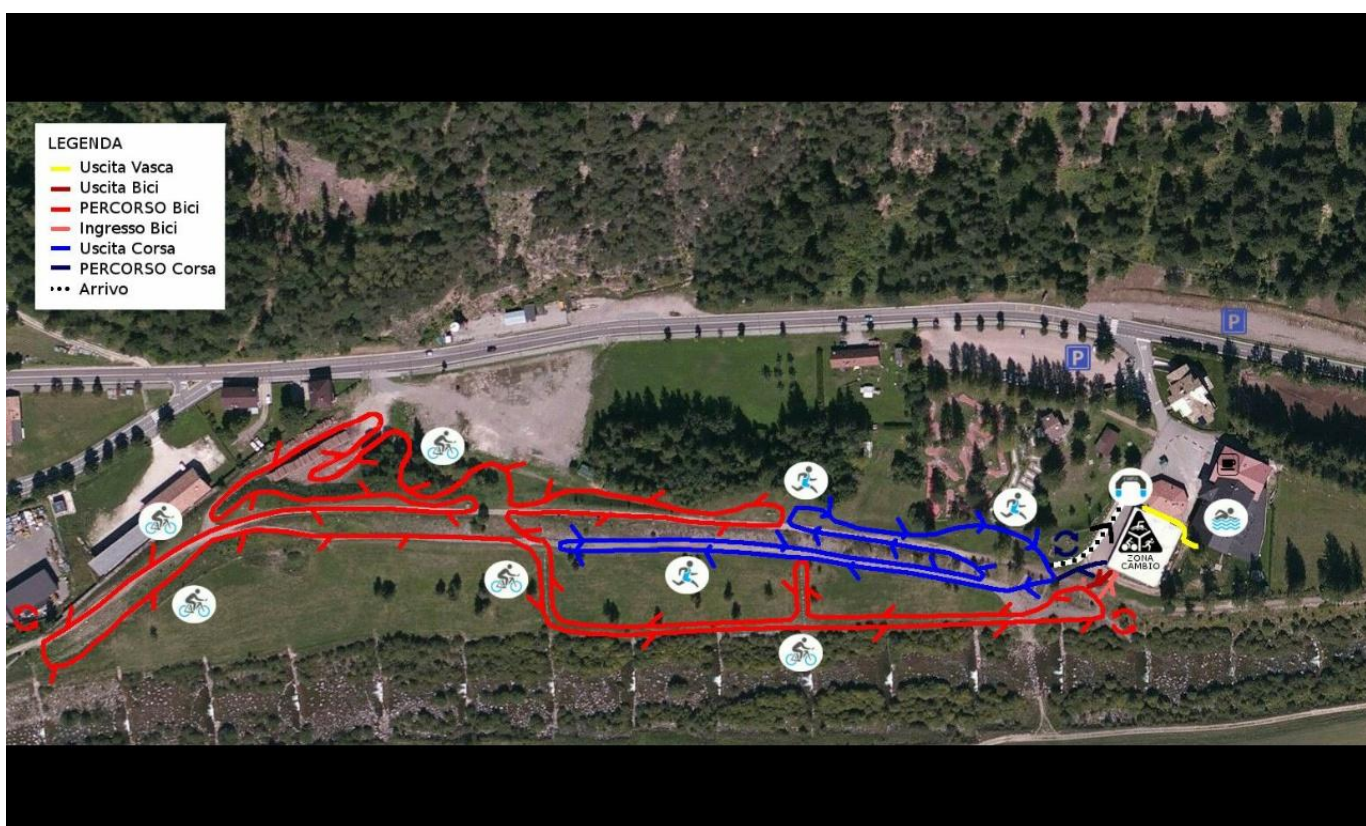 LEGENDA
Uscita Vasca
Uscita Bici
PERCORSO Bici
Ingresso Bici
Uscita Corsa
PERCORSO Corsa
Arrivo
P
P
ZONA
CAMBIO